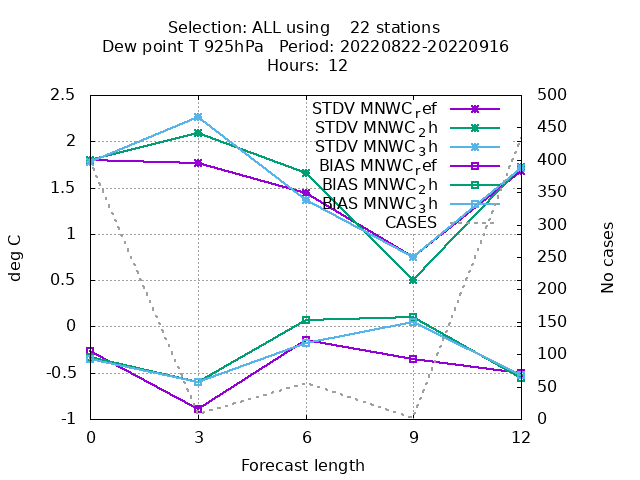 Selection: ALL using    22 stations
Dew point T 925hPa   Period: 20220822-20220916
Hours:  12
2.5
2
1.5
1
0.5
0
-0.5
-1
deg C
STDV MNWC_ref
STDV MNWC_2h
STDV MNWC_3h
BIAS MNWC_ref
BIAS MNWC_2h
BIAS MNWC_3h
CASES
500
450
400
350
300
250
200
150
100
50
0
No cases
0 3 6 9 12
Forecast length